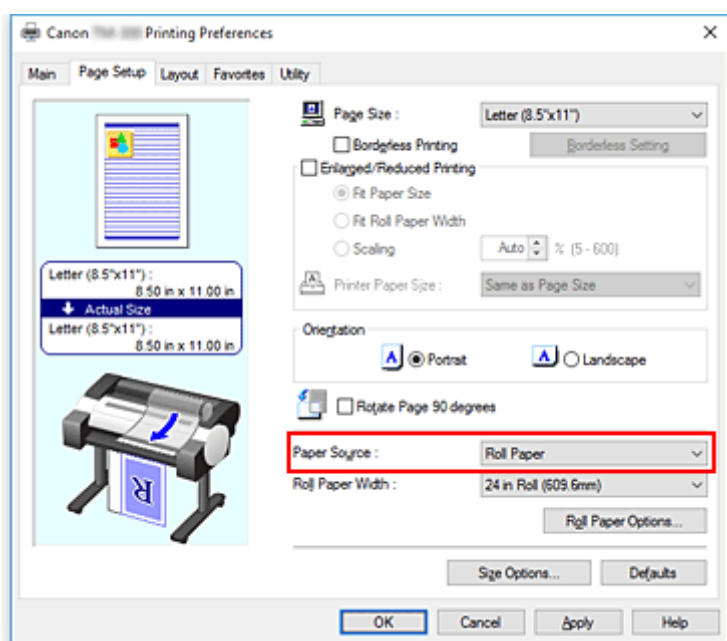 Canon Printing Preferences
Main Page Setup Layout Favorites Utility
Page Size : Letter (8.5"x11")
Borderless Printing Borderless Setting
Enlarged/Reduced Printing
Fit Paper Size
Fit Roll Paper Width
Scaling Auto % (5 - 600)
Printer Paper Size : Same as Page Size
Letter (8.5"x11") :
8.50 in x 11.00 in
Actual Size
Letter (8.5"x11") :
8.50 in x 11.00 in
Orientation
A Portrait A Landscape
Rotate Page 90 degrees
Paper Source : Roll Paper
Roll Paper Width : 24 in Roll (609.6mm)
R
Roll Paper Options...
Size Options... Defaults
OK Cancel Apply Help